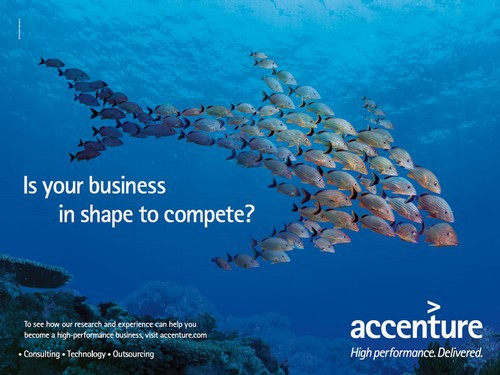 Is your business
in shape to compete?
To see how our research and experience can help you
become a high-performance business, visit accenture.com
• Consulting • Technology • Outsourcing
>
accenture
High performance. Delivered.